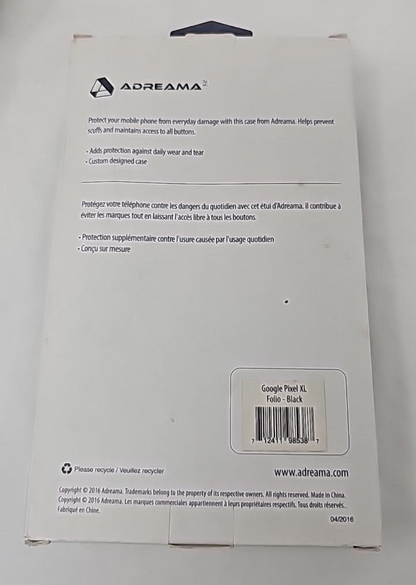 ADREAMA
Protect your mobile phone from everyday damage with this case from Adreama. Helps prevent
scuffs and maintains access to all buttons.
• Adds protection against daily wear and tear
• Custom designed case
Protégez votre téléphone contre les dangers du quotidien avec cet étui d'Adreama. Il contribue à
éviter les marques tout en laissant l'accès libre à tous les boutons.
• Protection supplémentaire contre l'usure causée par l'usage quotidien
• Conçu sur mesure
Google Pixel XL
Folio - Black
7 12411 98538 7
Please recycle / Veuillez recycler
www.adreama.com
Copyright © 2016 Adreama. Trademarks belong to the property of its respective owners. All rights reserved. Made in China.
Copyright © 2016 Adreama. Les marques commerciales appartiennent à leurs propriétaires respectifs. Tous droits réservés.
Fabriqué en Chine.
04/2016